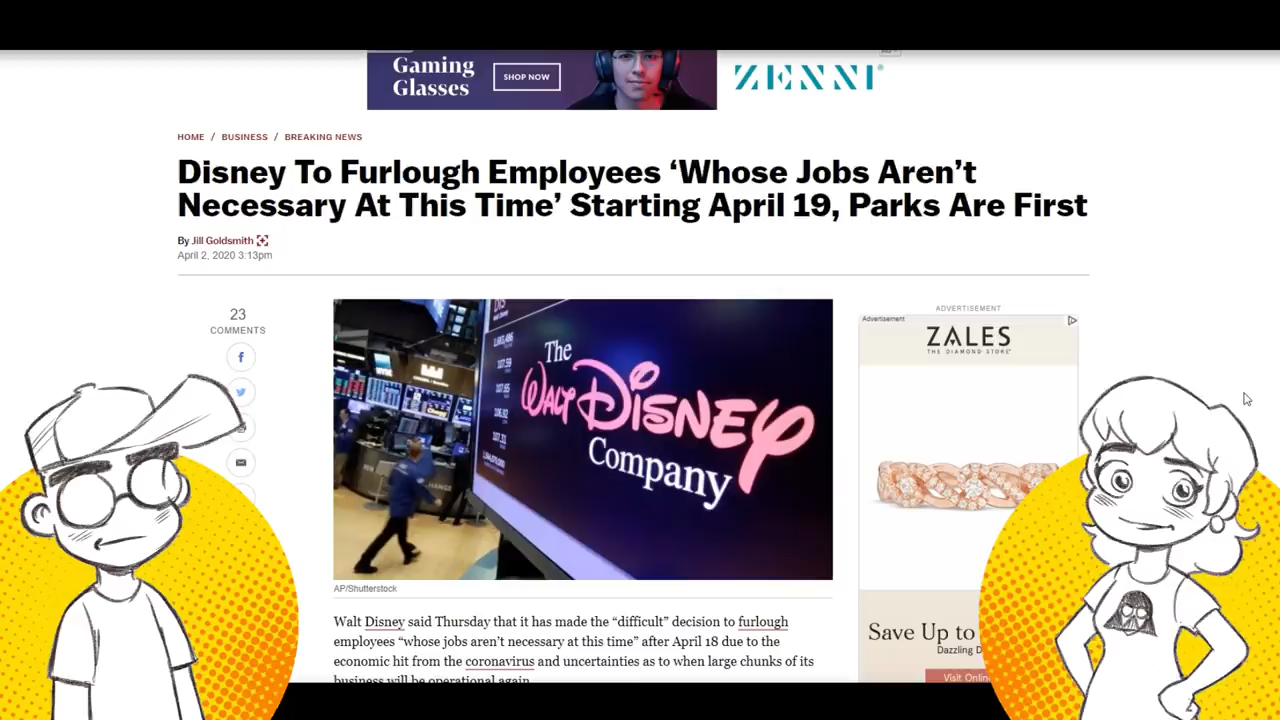 Gaming
Glasses
SHOP NOW
ZENNI
HOME / BUSINESS / BREAKING NEWS
Disney To Furlough Employees ‘Whose Jobs Aren’t
Necessary At This Time’ Starting April 19, Parks Are First
By Jill Goldsmith
April 2, 2020 3:13pm
23
COMMENTS
ADVERTISEMENT
Advertisement
ZALES
THE DIAMOND STORE
The
WALT DISNEY
Company
AP/Shutterstock
Walt Disney said Thursday that it has made the “difficult” decision to furlough
employees “whose jobs aren’t necessary at this time” after April 18 due to the
economic hit from the coronavirus and uncertainties as to when large chunks of its
business will be operational again
Save Up to
Dazzling D
Visit Onlin